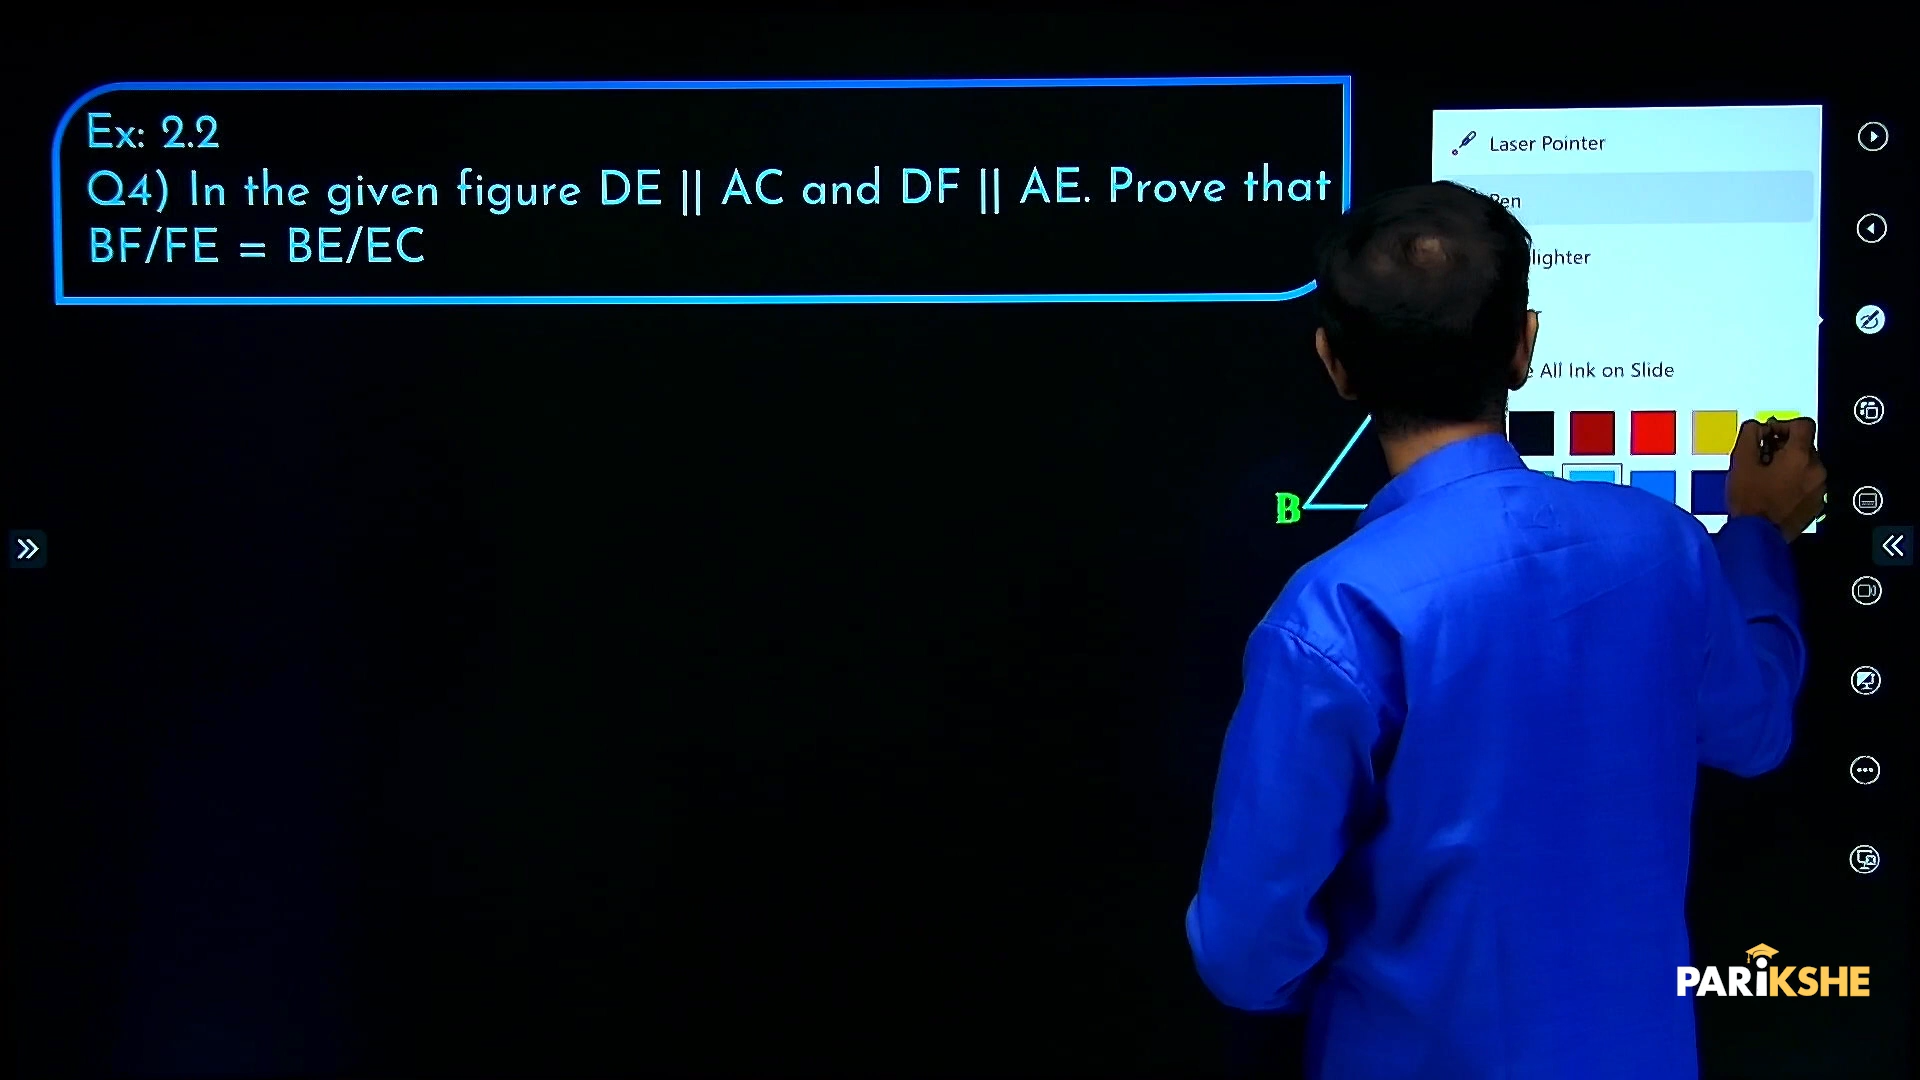 Ex: 2.2
Q4) In the given figure DE || AC and DF || AE. Prove that
BF/FE = BE/EC
Laser Pointer
Pen
lighter
All Ink on Slide
B
PARiKSHE